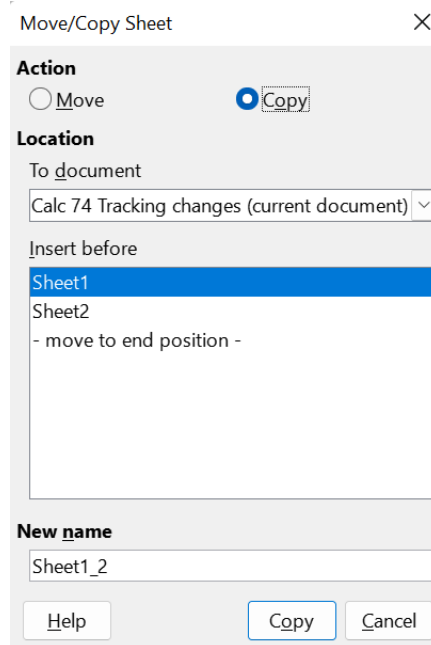 Move/Copy Sheet
Action
Move Copy
Location
To document
Calc 74 Tracking changes (current document)
Insert before
Sheet1
Sheet2
- move to end position -
New name
Sheet1_2
Help Copy Cancel